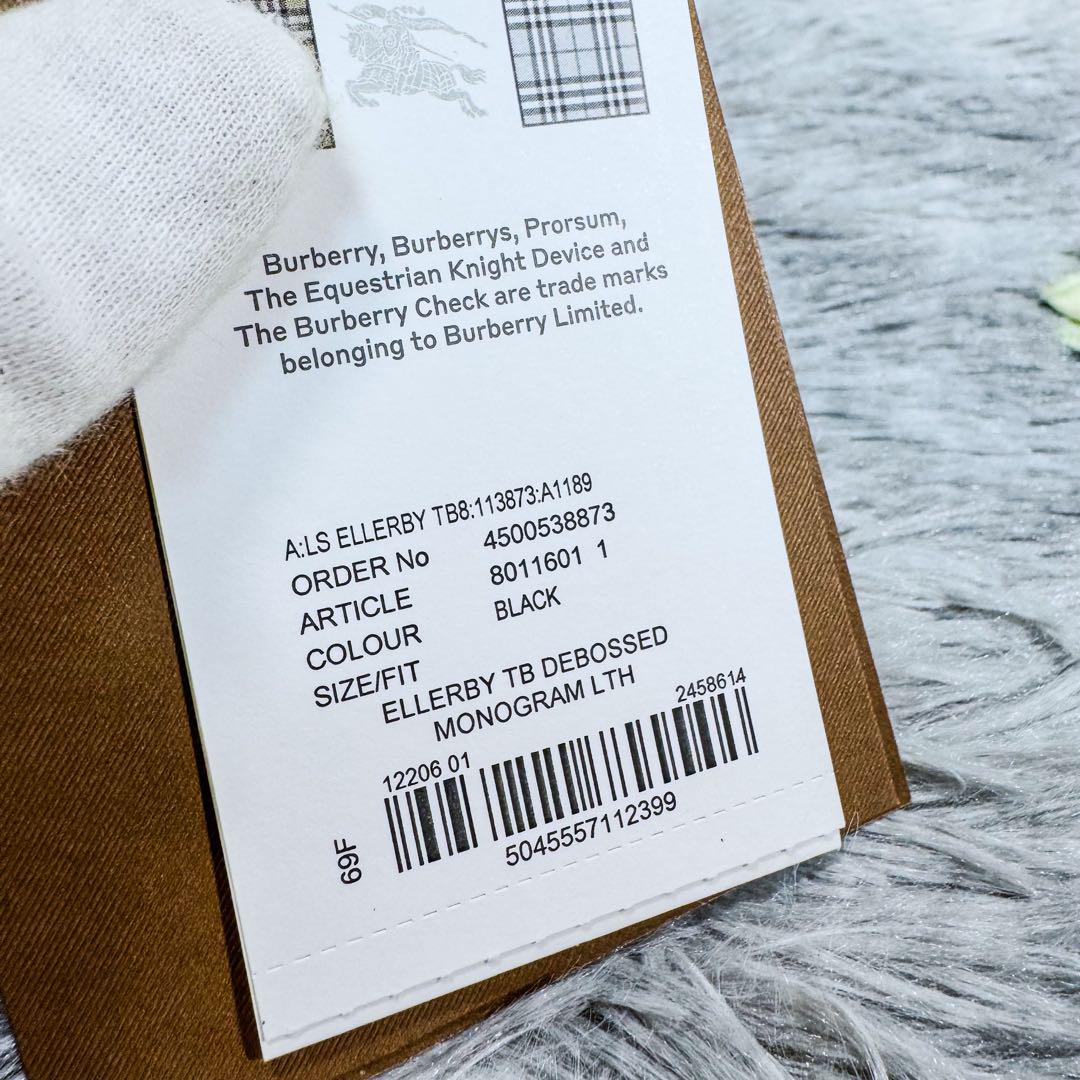 Burberry, Burberrys, Prorsum,
The Equestrian Knight Device and
The Burberry Check are trade marks
belonging to Burberry Limited.
A:LS ELLERBY TB8:113873:A1189
ORDER No 4500538873
ARTICLE 8011601 1
COLOUR BLACK
SIZE/FIT
ELLERBY TB DEBOSSED
MONOGRAM LTH
12206 01 2458614
69F
5045557112399